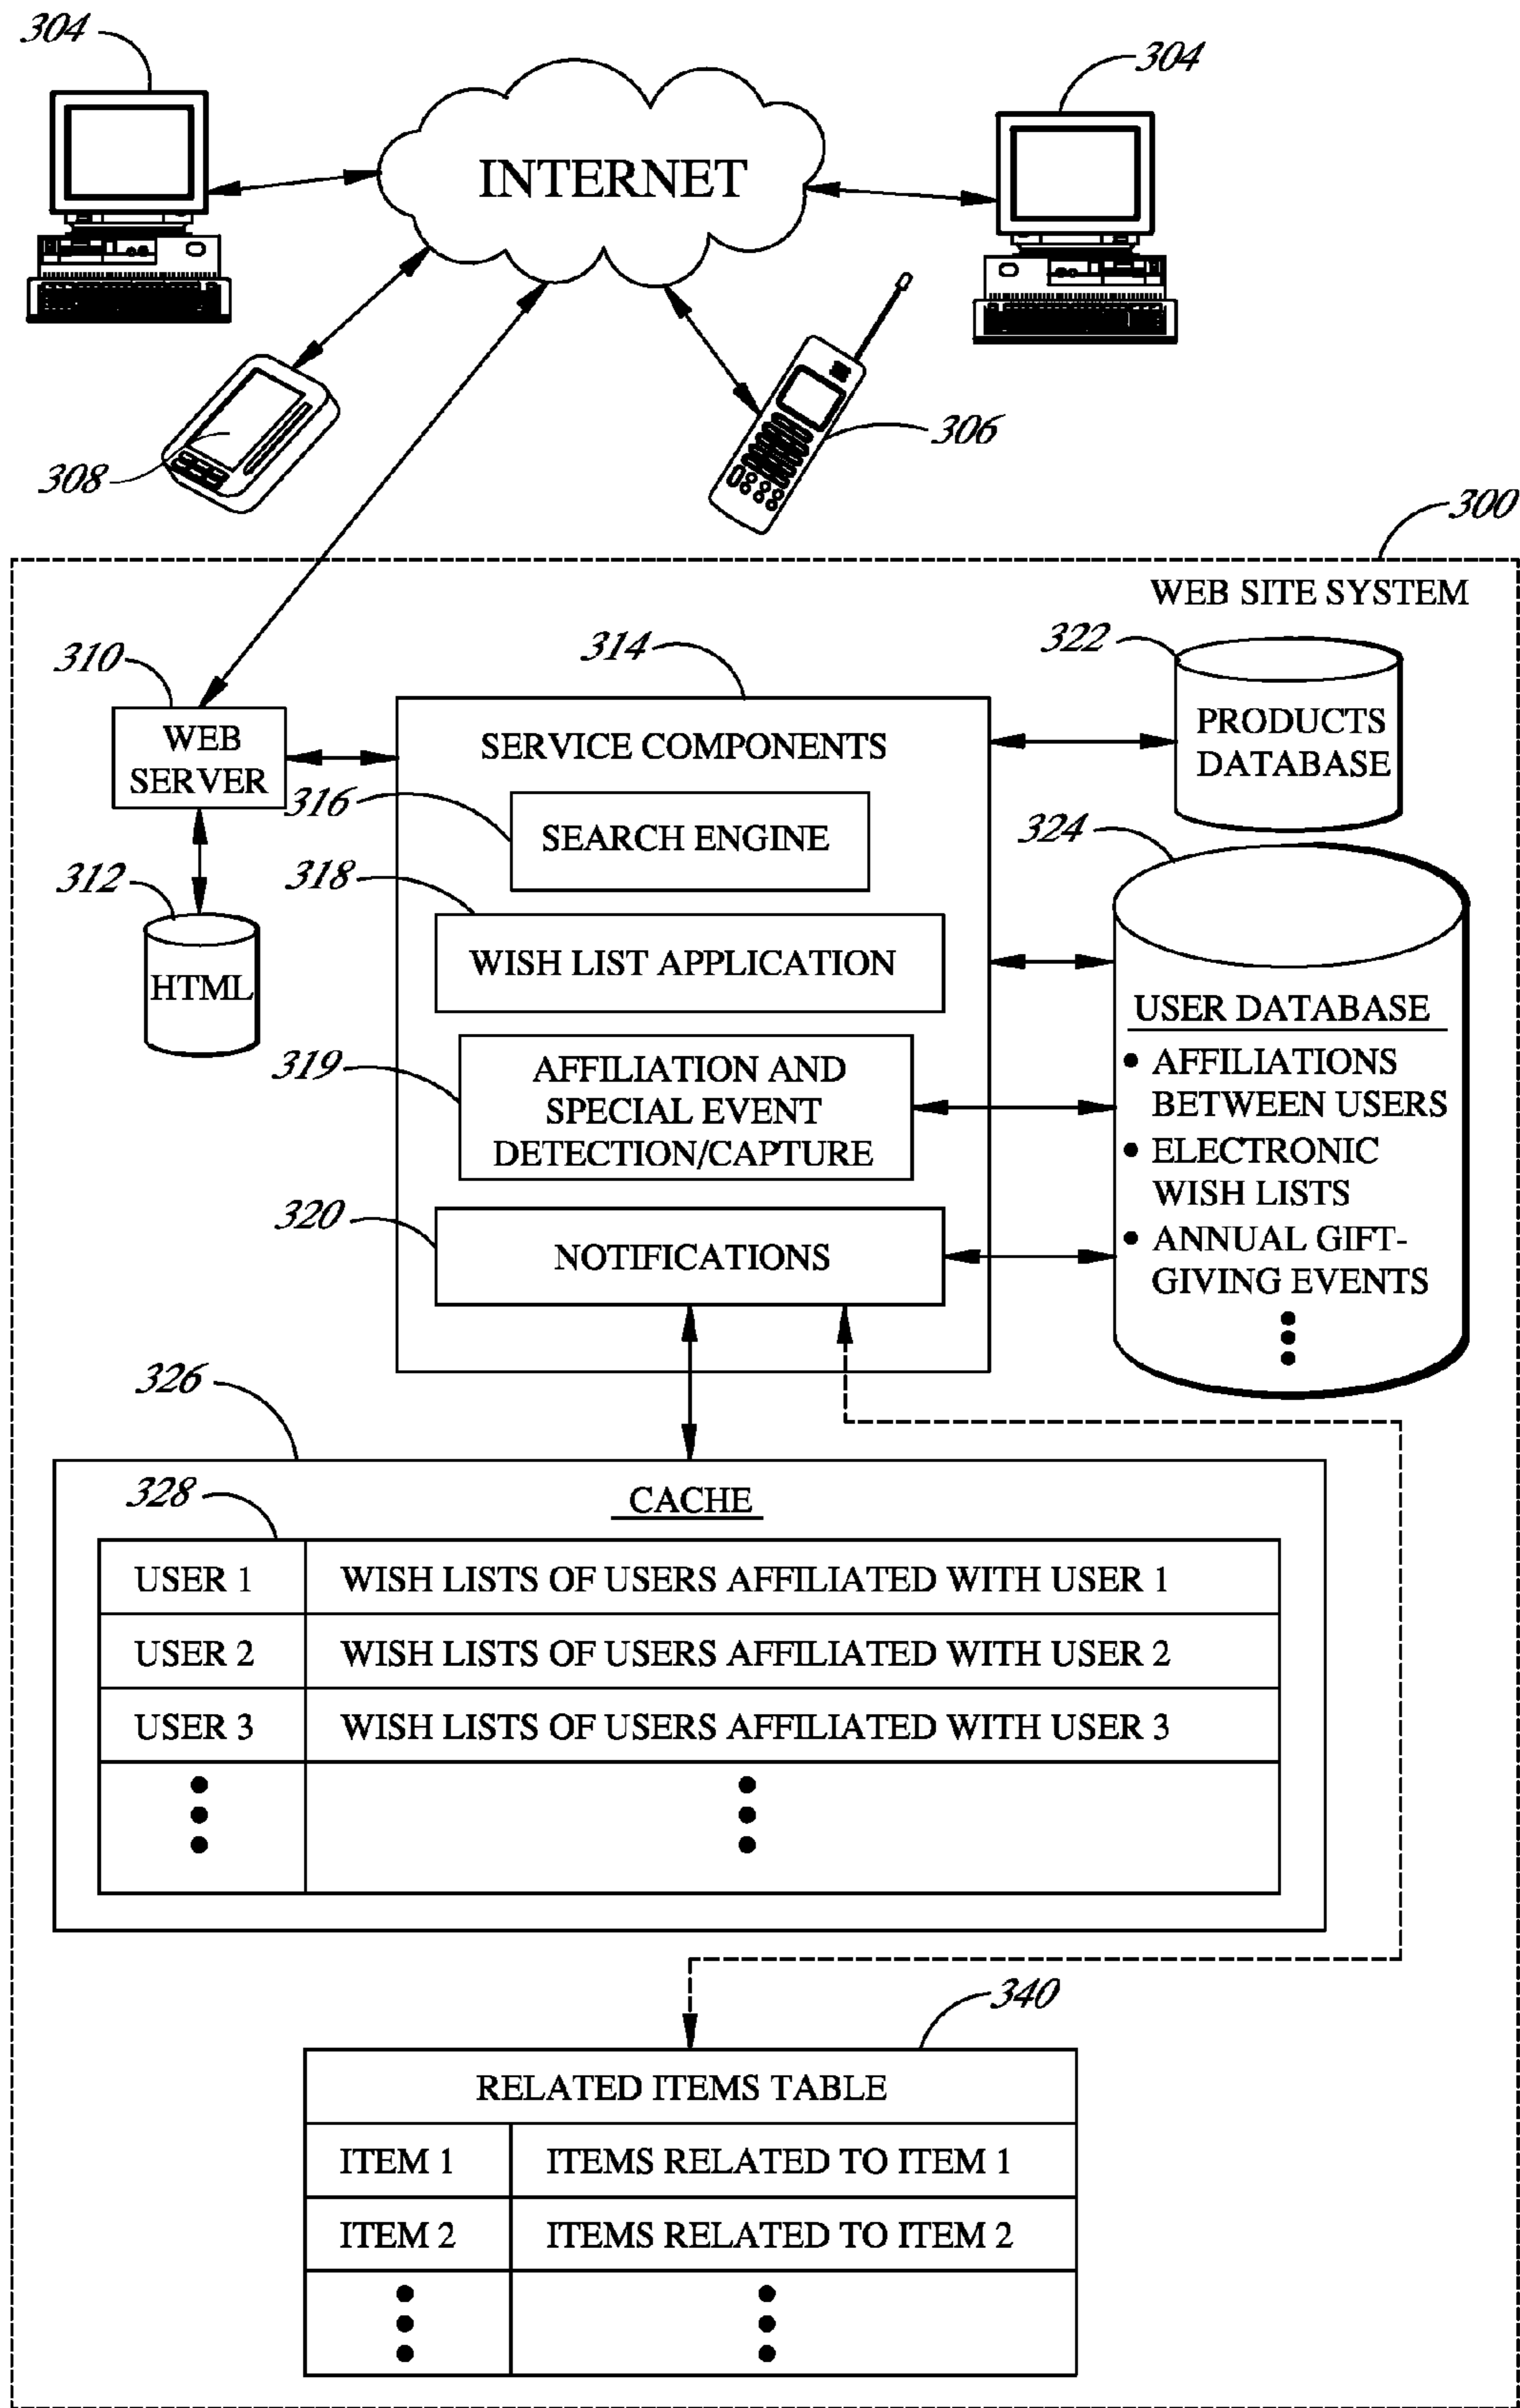 304
304
INTERNET
308
306
300
WEB SITE SYSTEM
310
WEB
SERVER
312
HTML
314
SERVICE COMPONENTS
316
SEARCH ENGINE
318
WISH LIST APPLICATION
319
AFFILIATION AND
SPECIAL EVENT
DETECTION/CAPTURE
320
NOTIFICATIONS
322
PRODUCTS
DATABASE
324
USER DATABASE
• AFFILIATIONS
BETWEEN USERS
• ELECTRONIC
WISH LISTS
• ANNUAL GIFT-
GIVING EVENTS
326
CACHE
328
USER 1 WISH LISTS OF USERS AFFILIATED WITH USER 1
USER 2 WISH LISTS OF USERS AFFILIATED WITH USER 2
USER 3 WISH LISTS OF USERS AFFILIATED WITH USER 3
340
RELATED ITEMS TABLE
ITEM 1 ITEMS RELATED TO ITEM 1
ITEM 2 ITEMS RELATED TO ITEM 2